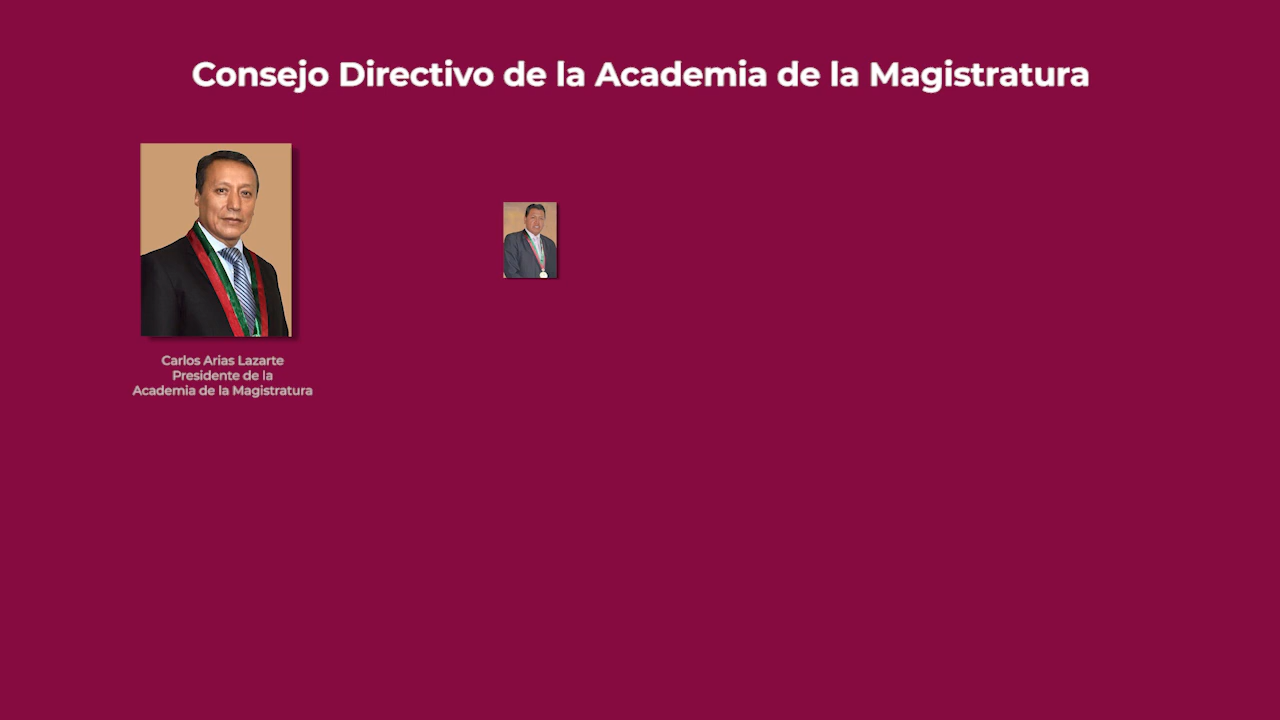 Consejo Directivo de la Academia de la Magistratura
Carlos Arias Lazarte
Presidente de la
Academia de la Magistratura